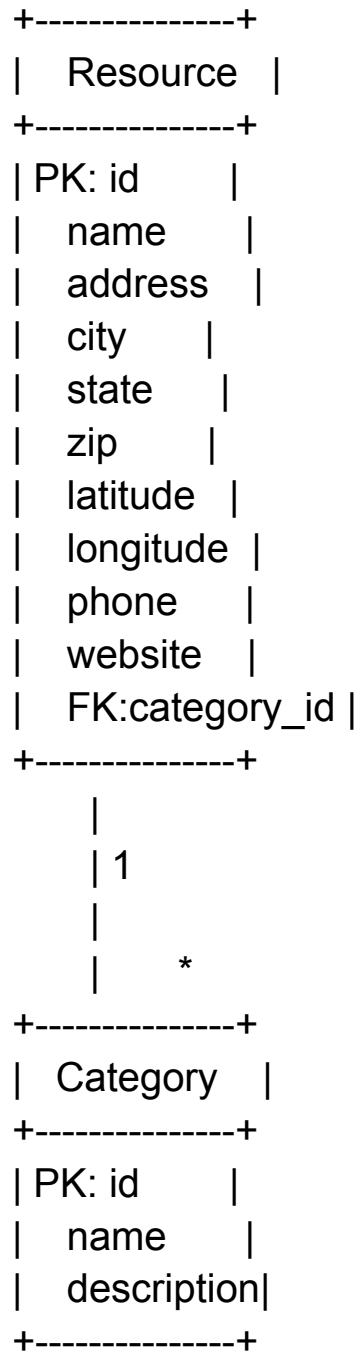 +---------------+
|    Resource   |
+---------------+
| PK: id        |
|    name       |
|    address    |
|    city       |
|    state      |
|    zip        |
|    latitude   |
|    longitude  |
|    phone      |
|    website    |
|    FK:category_id |
+---------------+
|
| 1
|
|      *
+---------------+
|   Category    |
+---------------+
| PK: id        |
|    name       |
|    description|
+---------------+